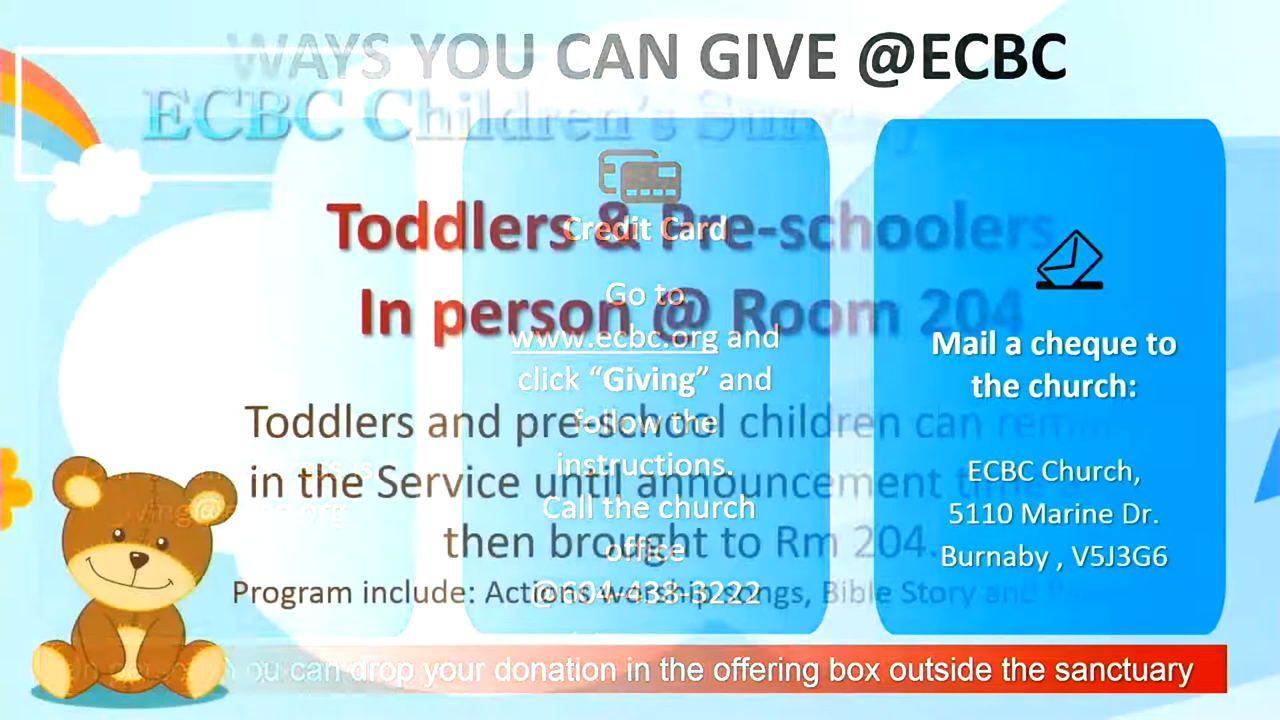 WAYS YOU CAN GIVE @ECBC
ECBC Children's Sunday
Toddlers & Pre-schoolers
In person @ Room 204
Toddlers and pre-school children can
in the Service until announcement time
then brought to Rm 204.
Program include: Actions worship songs, Bible Story and
Credit Card
Go to
www.ecbc.org and
click “Giving” and
follow the
instructions.
Call the church
office
@604-438-3222
Mail a cheque to
the church:
ECBC Church,
5110 Marine Dr.
Burnaby , V5J3G6
You can drop your donation in the offering box outside the sanctuary